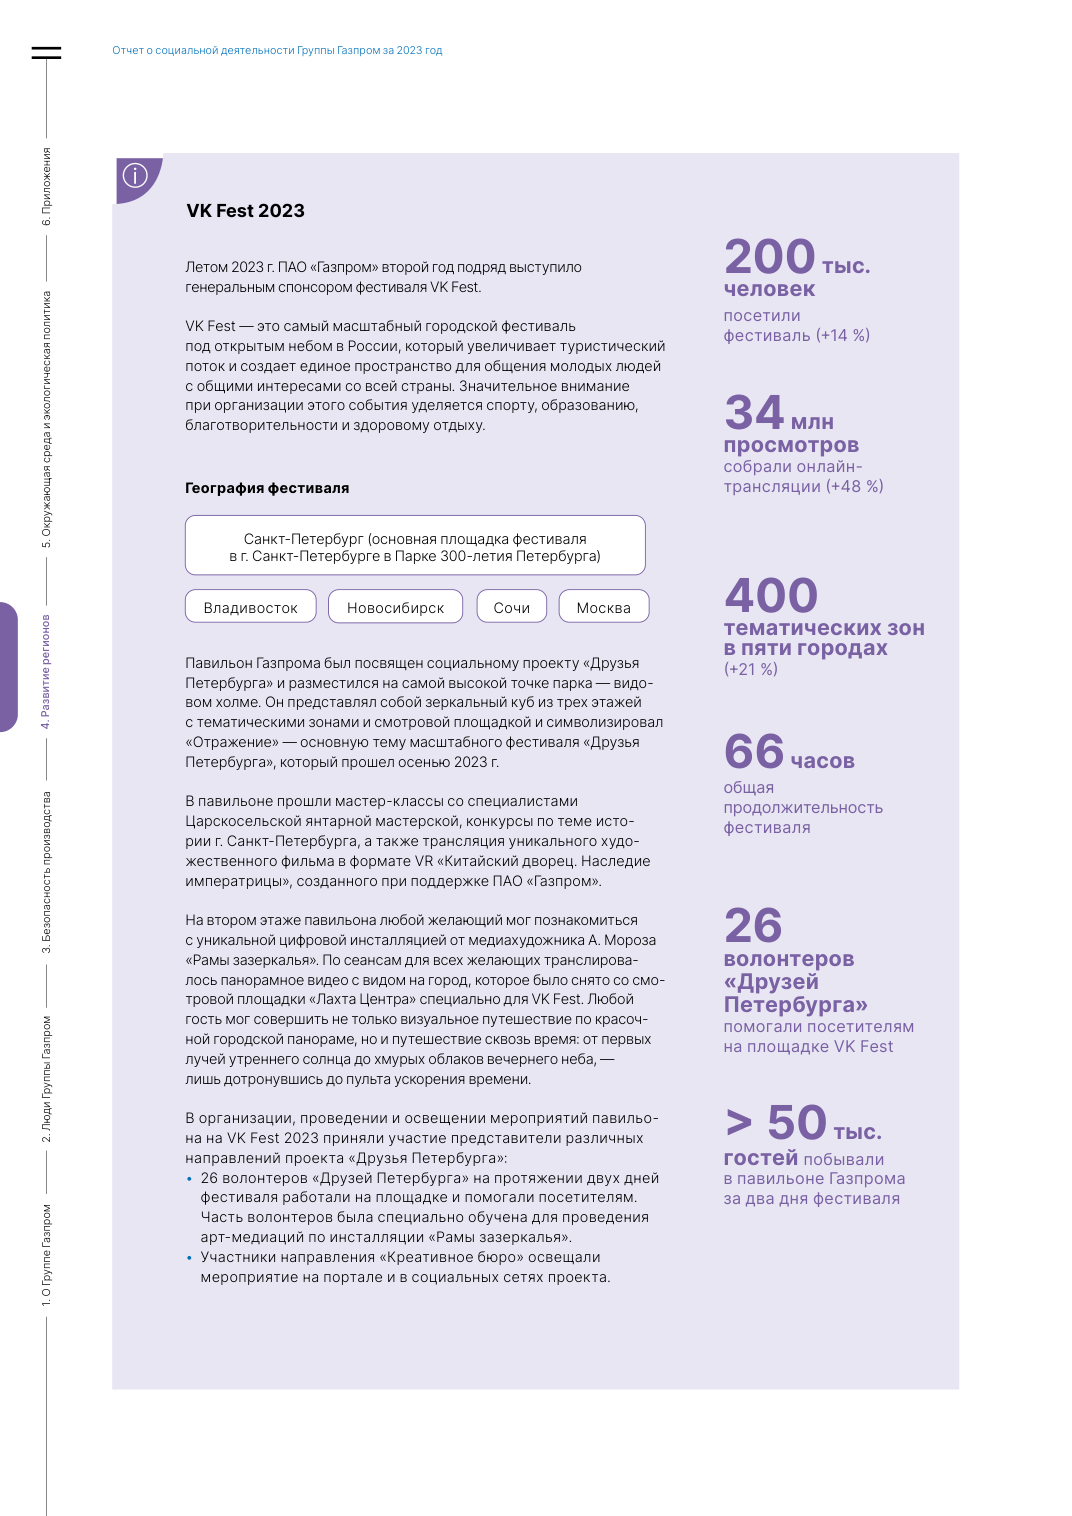 Отчет о социальной деятельности Группы Газпром за 2023 год
6. Приложения
5. Окружающая среда и экологическая политика
4. Развитие регионов
3. Безопасность производства
2. Люди Группы Газпром
1. О Группе Газпром
VK Fest 2023
Летом 2023 г. ПАО «Газпром» второй год подряд выступило
генеральным спонсором фестиваля VK Fest.
VK Fest — это самый масштабный городской фестиваль
под открытым небом в России, который увеличивает туристический
поток и создает единое пространство для общения молодых людей
с общими интересами со всей страны. Значительное внимание
при организации этого события уделяется спорту, образованию,
благотворительности и здоровому отдыху.
География фестиваля
Санкт-Петербург (основная площадка фестиваля
в г. Санкт-Петербурге в Парке 300-летия Петербурга)
Владивосток
Новосибирск
Сочи
Москва
Павильон Газпрома был посвящен социальному проекту «Друзья
Петербурга» и разместился на самой высокой точке парка — видо-
вом холме. Он представлял собой зеркальный куб из трех этажей
с тематическими зонами и смотровой площадкой и символизировал
«Отражение» — основную тему масштабного фестиваля «Друзья
Петербурга», который прошел осенью 2023 г.
В павильоне прошли мастер-классы со специалистами
Царскосельской янтарной мастерской, конкурсы по теме исто-
рии г. Санкт-Петербурга, а также трансляция уникального худо-
жественного фильма в формате VR «Китайский дворец. Наследие
императрицы», созданного при поддержке ПАО «Газпром».
На втором этаже павильона любой желающий мог познакомиться
с уникальной цифровой инсталляцией от медиахудожника А. Мороза
«Рамы зазеркалья». По сеансам для всех желающих транслирова-
лось панорамное видео с видом на город, которое было снято со смо-
тровой площадки «Лахта Центра» специально для VK Fest. Любой
гость мог совершить не только визуальное путешествие по красоч-
ной городской панораме, но и путешествие сквозь время: от первых
лучей утреннего солнца до хмурых облаков вечернего неба, —
лишь дотронувшись до пульта ускорения времени.
В организации, проведении и освещении мероприятий павильо-
на на VK Fest 2023 приняли участие представители различных
направлений проекта «Друзья Петербурга»:
• 26 волонтеров «Друзей Петербурга» на протяжении двух дней
фестиваля работали на площадке и помогали посетителям.
Часть волонтеров была специально обучена для проведения
арт-медиаций по инсталляции «Рамы зазеркалья».
• Участники направления «Креативное бюро» освещали
мероприятие на портале и в социальных сетях проекта.
200 тыс.
человек
посетили
фестиваль (+14 %)
34 млн
просмотров
собрали онлайн-
трансляции (+48 %)
400
тематических зон
в пяти городах
(+21 %)
66 часов
общая
продолжительность
фестиваля
26
волонтеров
«Друзей
Петербурга»
помогали посетителям
на площадке VK Fest
> 50 тыс.
гостей побывали
в павильоне Газпрома
за два дня фестиваля